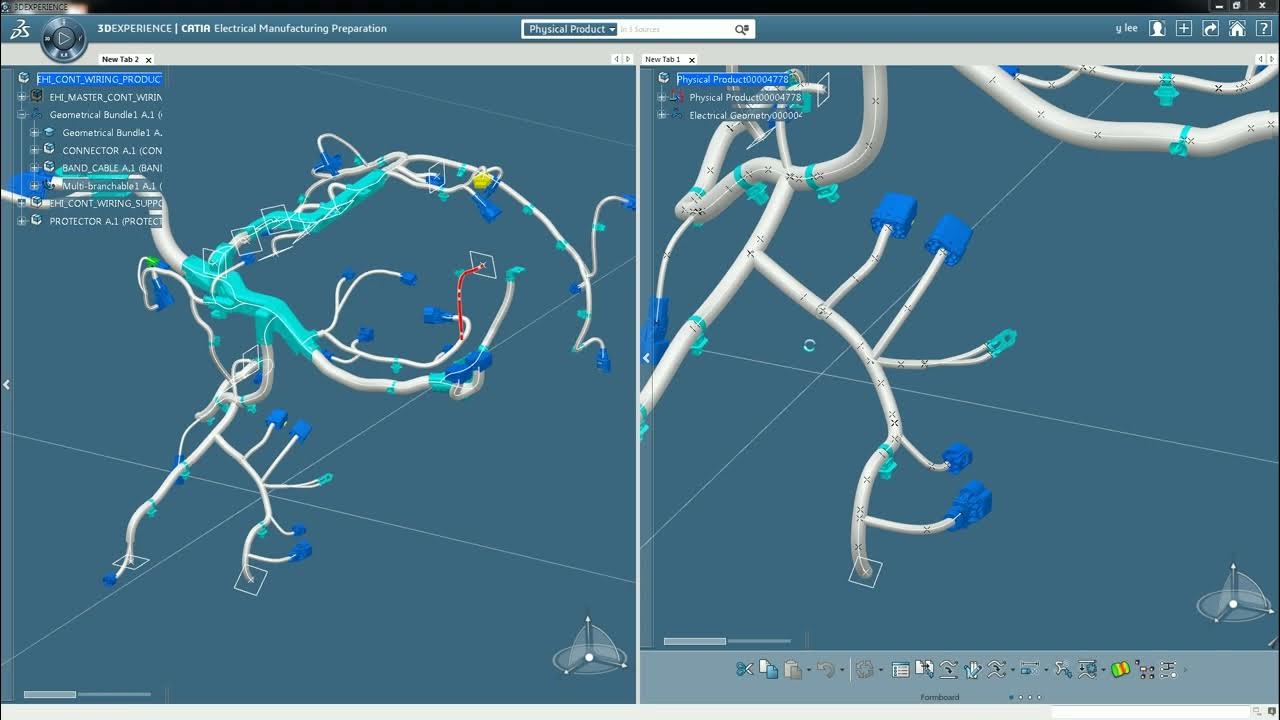 3DEXPERIENCE
3DEXPERIENCE | CATIA Electrical Manufacturing Preparation
Physical Product
in 3 Sources
y lee
New Tab 2
New Tab 1
EHI_CONT_WIRING_PRODUC
EHI_MASTER_CONT_WIRIN
Geometrical Bundle1 A.1 (
Geometrical Bundle1 A.
CONNECTOR A.1 (CON
BAND_CABLE A.1 (BANI
Multi-branchable1 A.1 (
EHI_CONT_WIRING_SUPPO
PROTECTOR A.1 (PROTECT
Physical Product00004778
Physical Product00004778
Electrical Geometry00000
Formboard